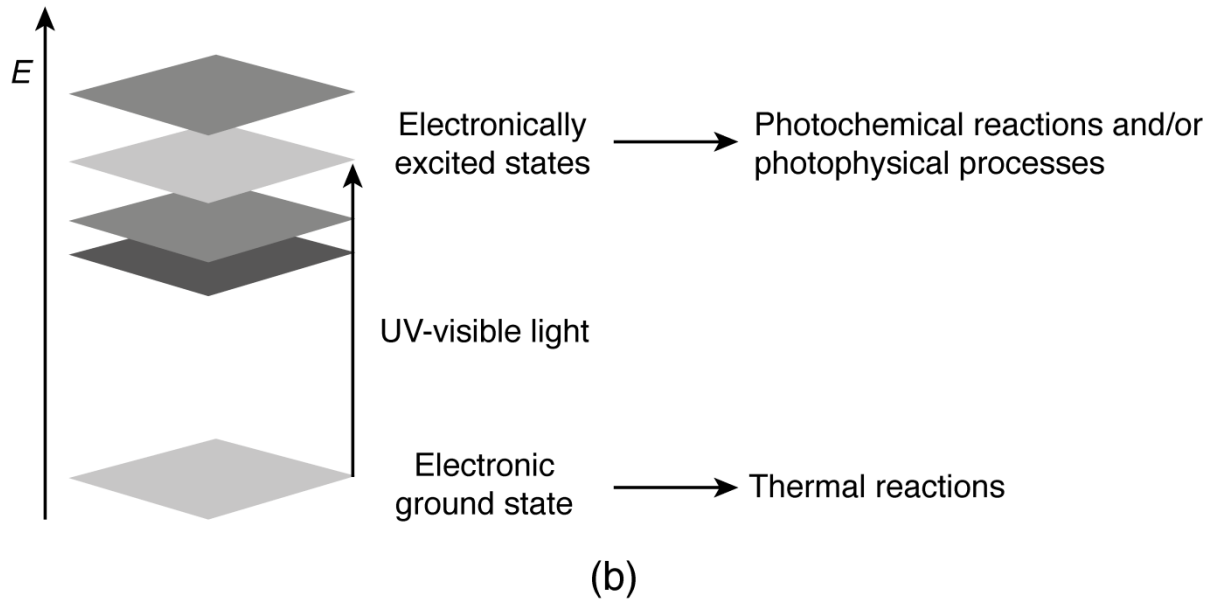 E
Electronically
excited states
Photochemical reactions and/or
photophysical processes
UV-visible light
Electronic
ground state
Thermal reactions
(b)